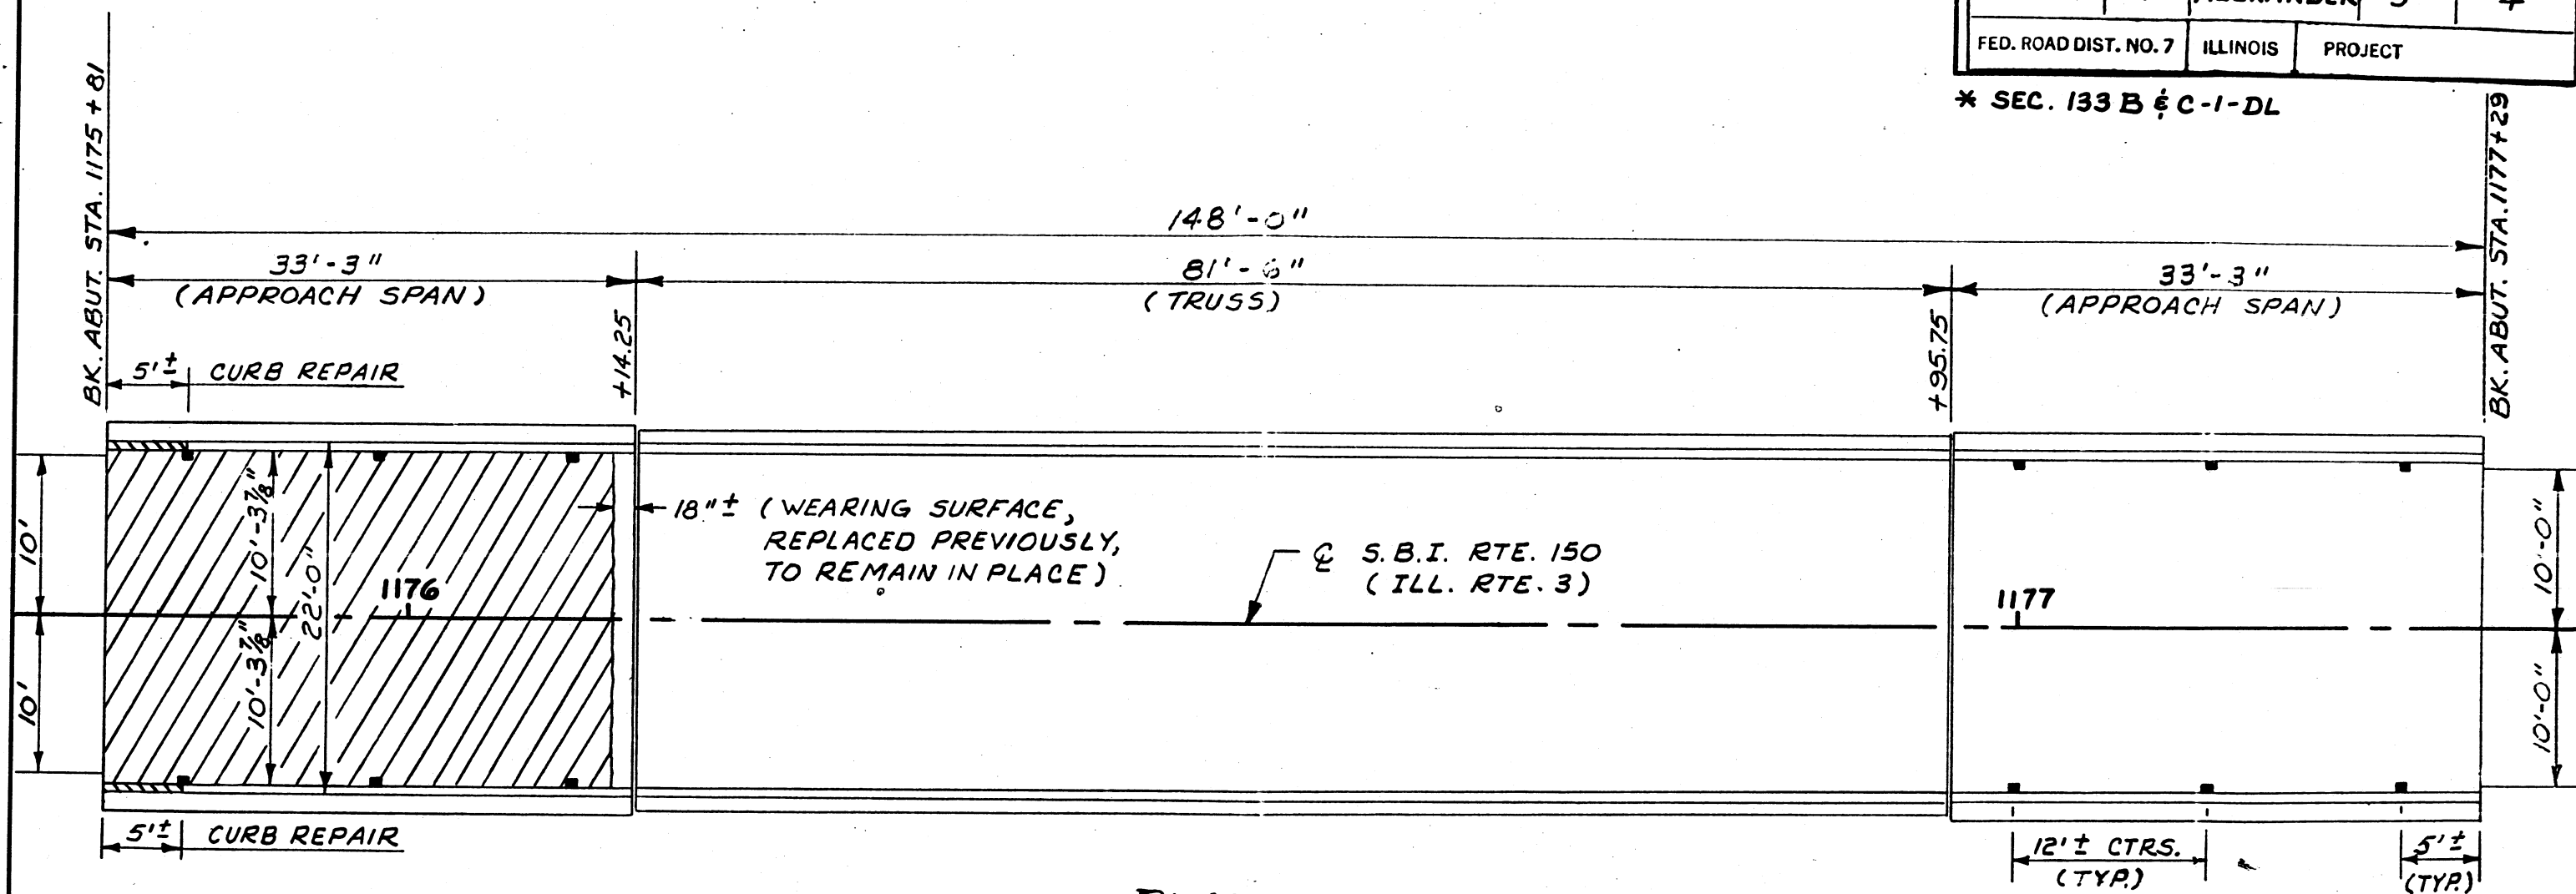 FED. ROAD DIST. NO. 7 ILLINOIS PROJECT
* SEC. 133 B & C-1-DL
BK. ABUT. STA. 1175 + 81
BK. ABUT. STA. 1177+29
148'-0"
33'-3"
(APPROACH SPAN)
81'-6"
(TRUSS)
33'-3"
(APPROACH SPAN)
+14.25
+95.75
5'± CURB REPAIR
10'
10'
10'-3 7/8"
10'-3 7/8"
22'-0"
1176
18"± (WEARING SURFACE,
REPLACED PREVIOUSLY,
TO REMAIN IN PLACE)
℄ S.B.I. RTE. 150
(ILL. RTE. 3)
1177
10'-0"
10'-0"
5'± CURB REPAIR
12'± CTRS.
(TYP.)
5'±
(TYP.)